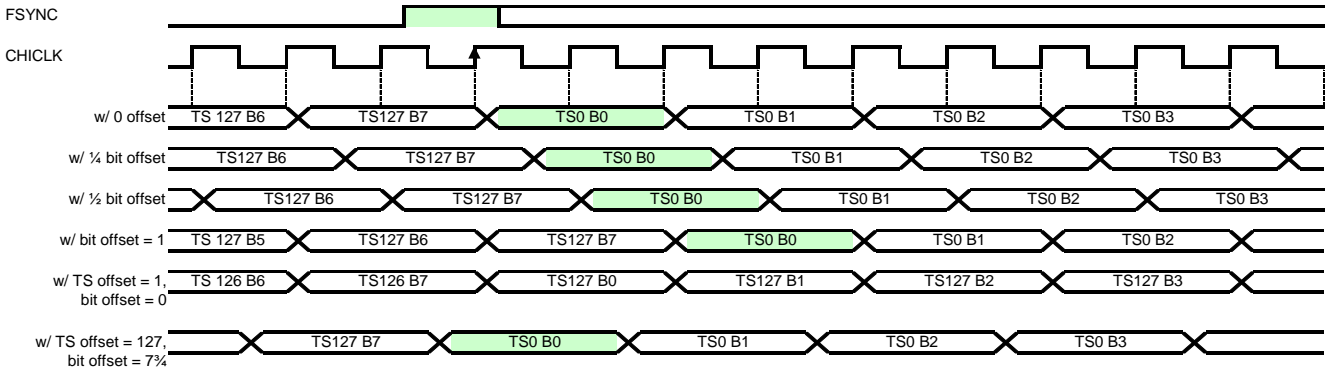 FSYNC
CHICLK
w/ 0 offset TS 127 B6 TS127 B7 TS0 B0 TS0 B1 TS0 B2 TS0 B3
w/ ¼ bit offset TS127 B6 TS127 B7 TS0 B0 TS0 B1 TS0 B2 TS0 B3
w/ ½ bit offset TS127 B6 TS127 B7 TS0 B0 TS0 B1 TS0 B2 TS0 B3
w/ bit offset = 1 TS 127 B5 TS127 B6 TS127 B7 TS0 B0 TS0 B1 TS0 B2
w/ TS offset = 1, TS 126 B6 TS126 B7 TS127 B0 TS127 B1 TS127 B2 TS127 B3
bit offset = 0
w/ TS offset = 127, TS127 B7 TS0 B0 TS0 B1 TS0 B2 TS0 B3
bit offset = 7¾